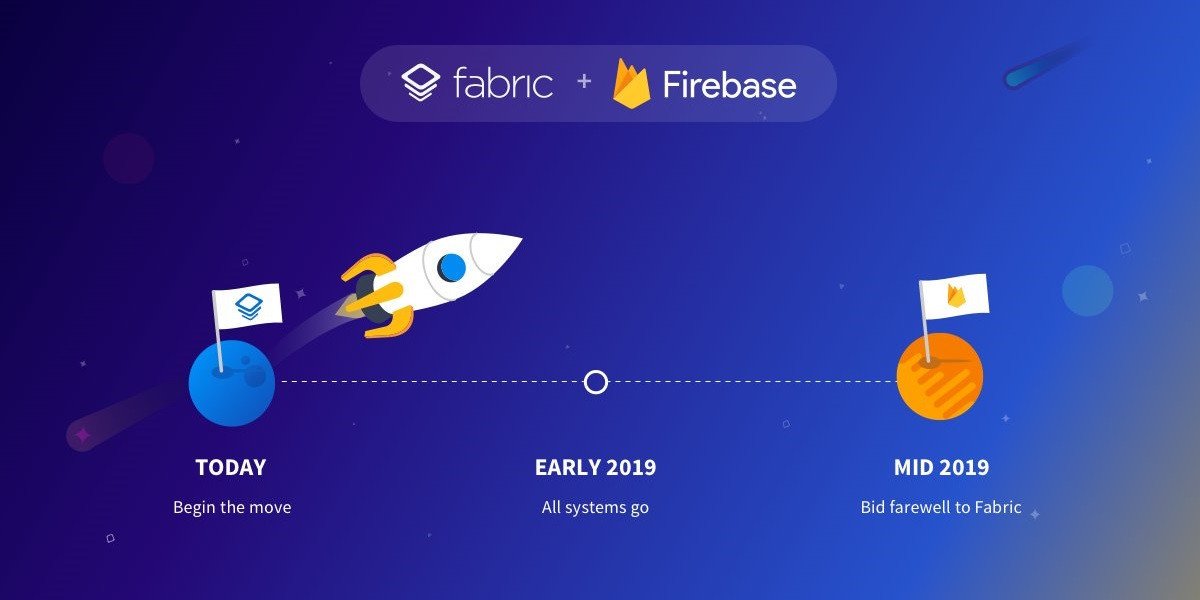 fabric + Firebase
TODAY
Begin the move
EARLY 2019
All systems go
MID 2019
Bid farewell to Fabric